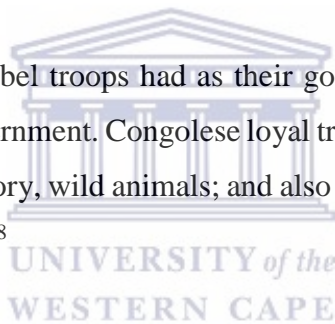 bel troops had as their go
ernment. Congolese loyal tr
ory, wild animals; and also
8
UNIVERSITY of the
WESTERN CAPE